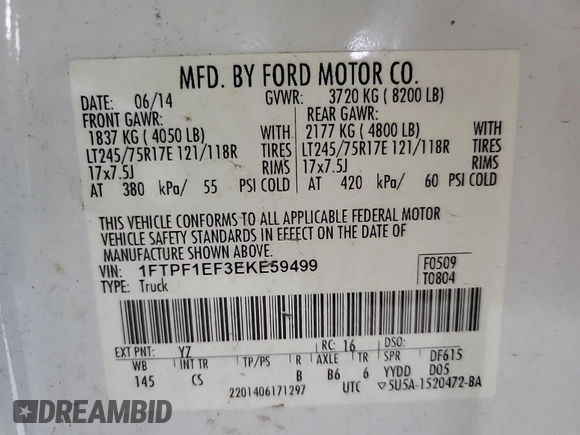 MFD. BY FORD MOTOR CO.
DATE: 06/14 GVWR: 3720 KG ( 8200 LB)
FRONT GAWR: REAR GAWR:
1837 KG ( 4050 LB) WITH 2177 KG ( 4800 LB) WITH
LT245/75R17E 121/118R TIRES LT245/75R17E 121/118R TIRES
17x7.5J RIMS 17x7.5J RIMS
AT 380 kPa/ 55 PSI COLD AT 420 kPa/ 60 PSI COLD
THIS VEHICLE CONFORMS TO ALL APPLICABLE FEDERAL MOTOR
VEHICLE SAFETY STANDARDS IN EFFECT ON THE DATE OF
MANUFACTURE SHOWN ABOVE.
VIN: 1FTPF1EF3EKE59499 F0509
TYPE: Truck T0804
EXT PNT: YZ RC: 16 DSO:
WB INT TR TP/PS R AXLE TR SPR DF615
145 CS B B6 6 YYDD D05
2201406171297 UTC ▽5U5A-1520472-BA
DREAMBID